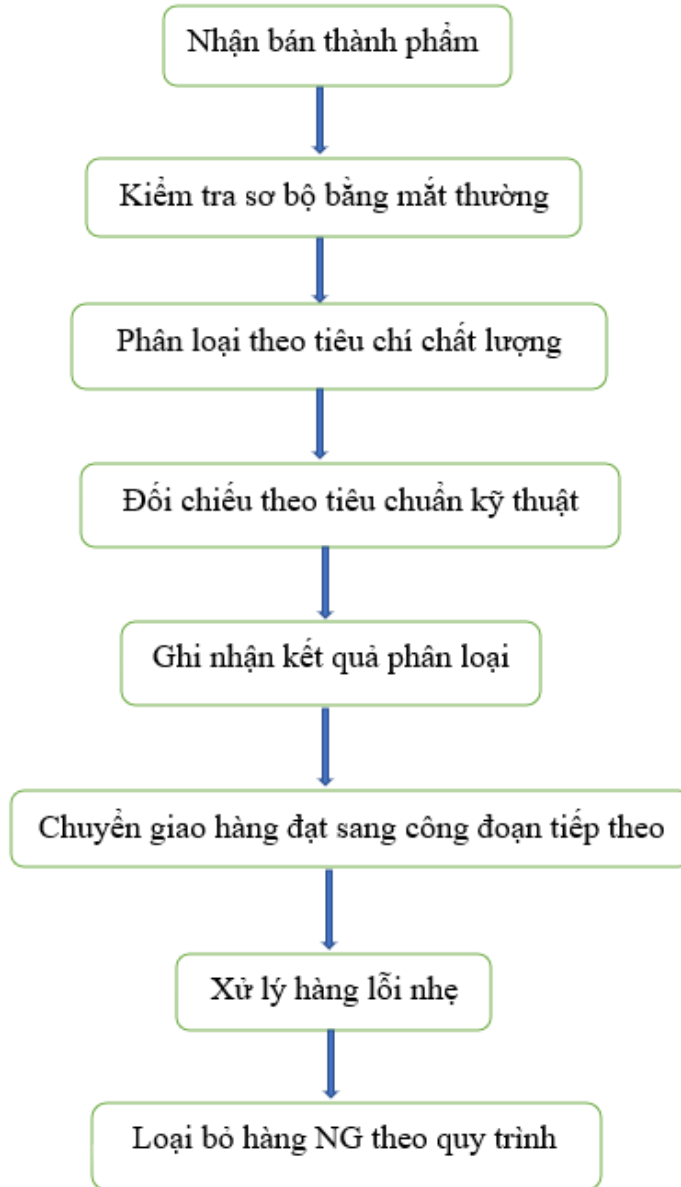 Nhận bán thành phẩm
Kiểm tra sơ bộ bằng mắt thường
Phân loại theo tiêu chí chất lượng
Đối chiếu theo tiêu chuẩn kỹ thuật
Ghi nhận kết quả phân loại
Chuyển giao hàng đạt sang công đoạn tiếp theo
Xử lý hàng lỗi nhẹ
Loại bỏ hàng NG theo quy trình